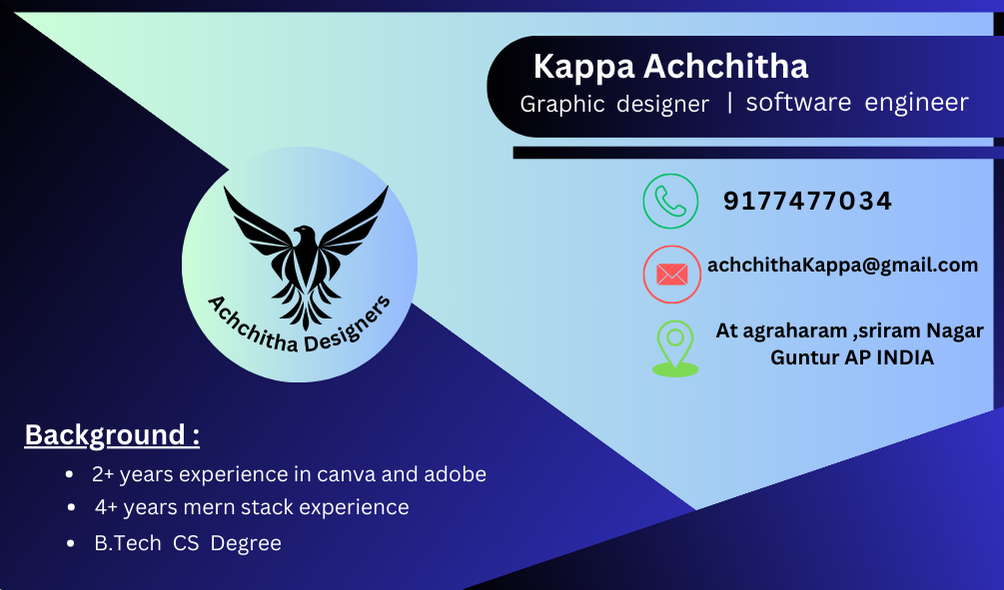 Kappa Achchitha
Graphic designer | software engineer
9177477034
achchithaKappa@gmail.com
At agraharam ,sriram Nagar
Guntur AP INDIA
Achchitha Designers
Background :
• 2+ years experience in canva and adobe
• 4+ years mern stack experience
• B.Tech CS Degree